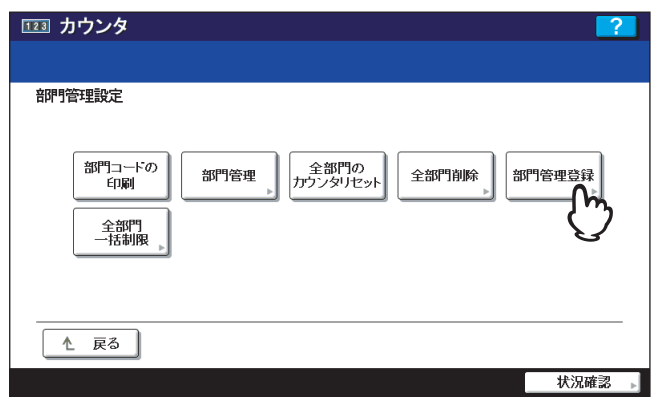 123 カウンタ ?
部門管理設定
部門コードの
印刷
部門管理
全部門の
カウンタリセット
全部門削除
部門管理登録
全部門
一括制限
戻る
状況確認